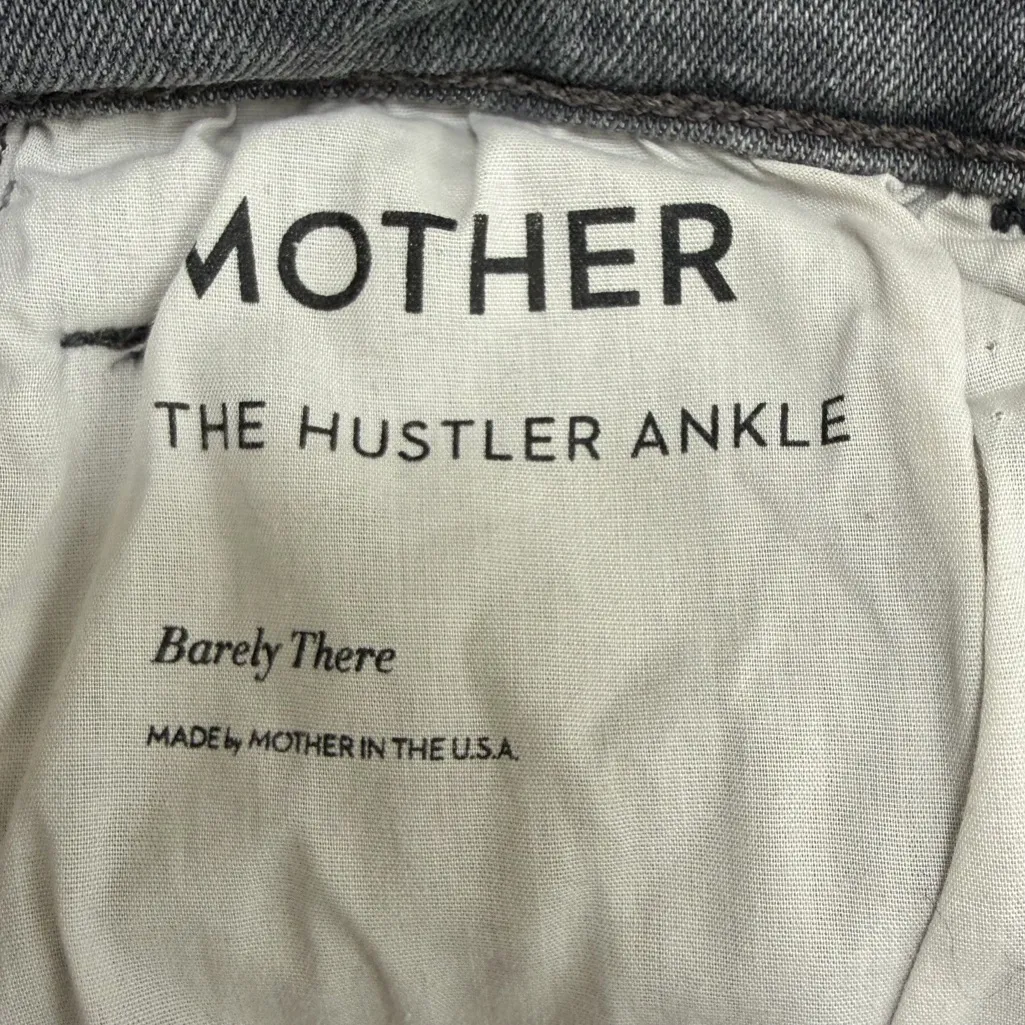 MOTHER
THE HUSTLER ANKLE
Barely There
MADE by MOTHER IN THE U.S.A.